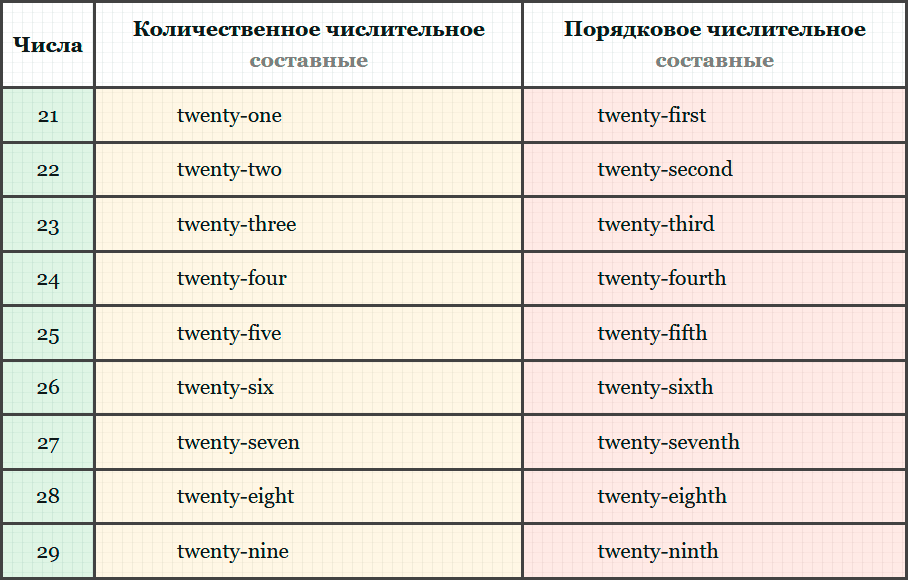 Числа Количественное числительное Порядковое числительное
составные составные
21 twenty-one twenty-first
22 twenty-two twenty-second
23 twenty-three twenty-third
24 twenty-four twenty-fourth
25 twenty-five twenty-fifth
26 twenty-six twenty-sixth
27 twenty-seven twenty-seventh
28 twenty-eight twenty-eighth
29 twenty-nine twenty-ninth